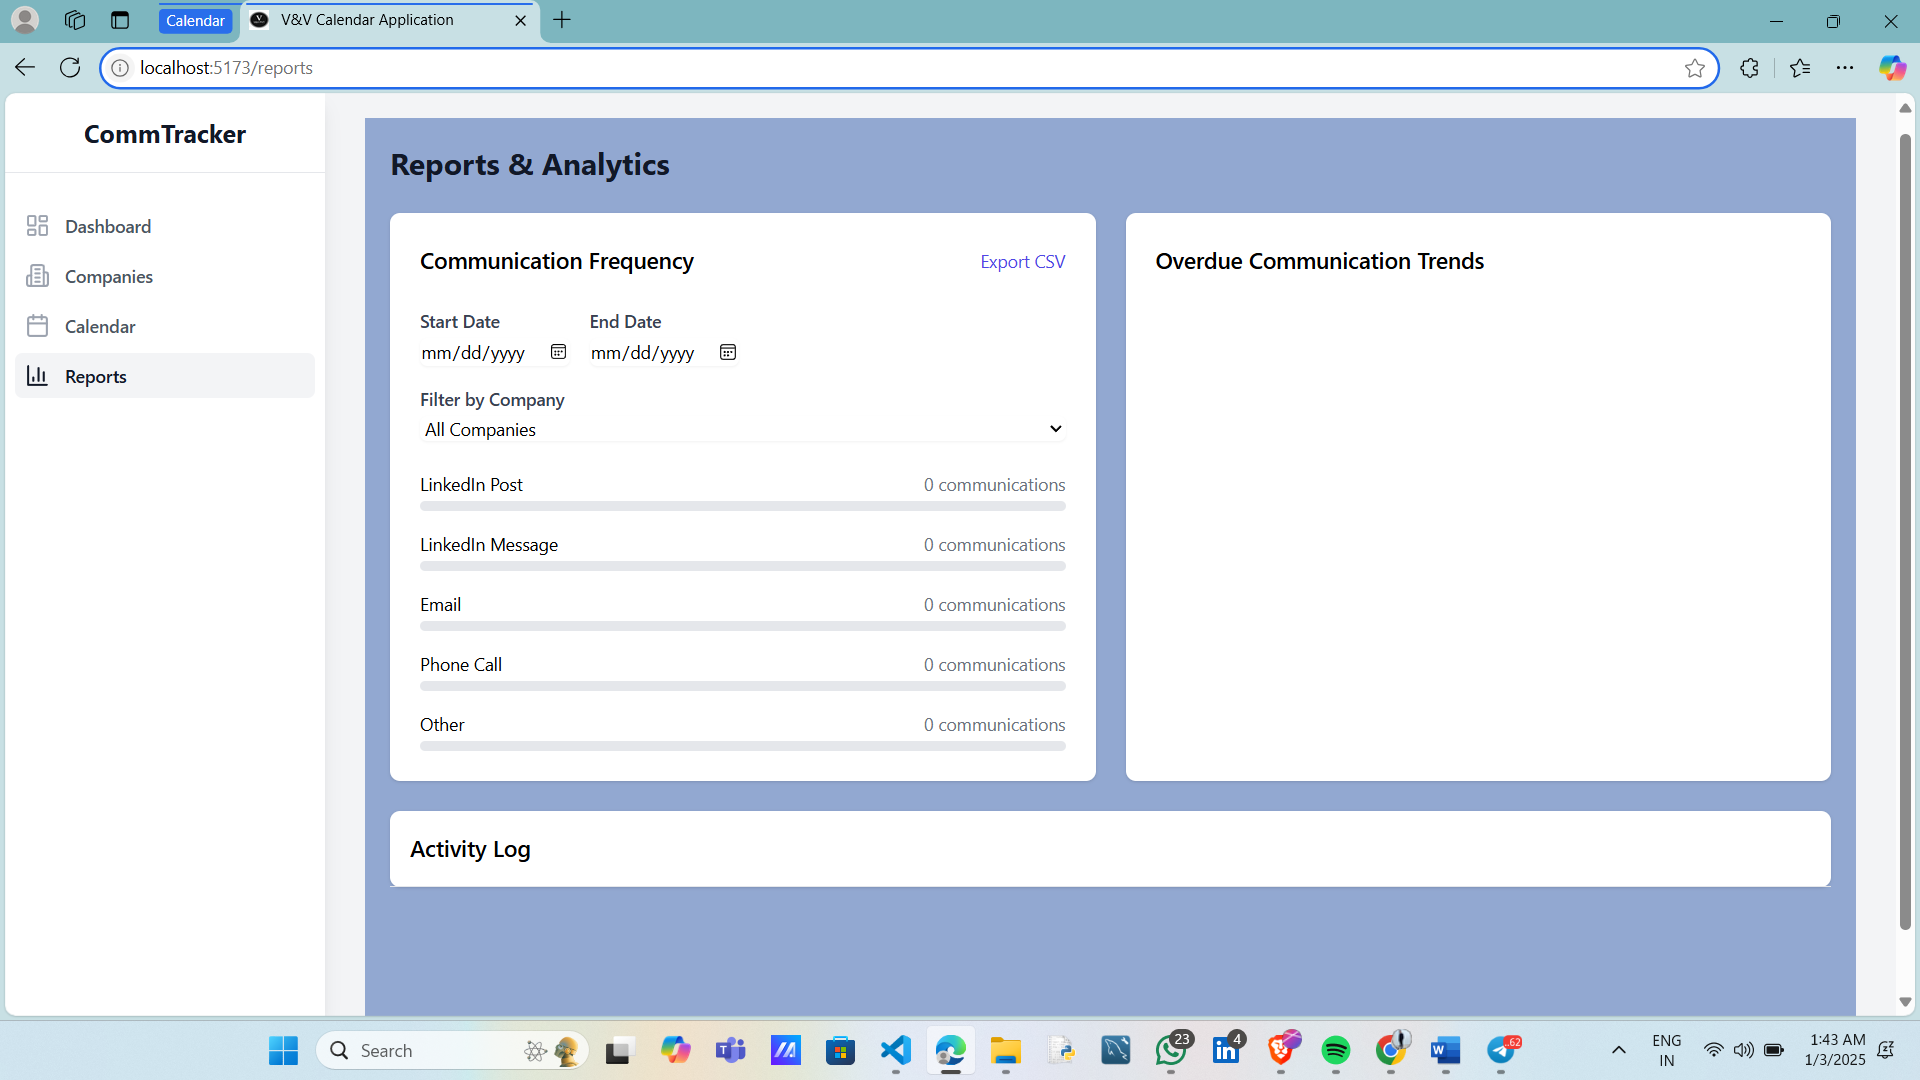 Calendar
V&V Calendar Application
localhost:5173/reports
CommTracker
Dashboard
Companies
Calendar
Reports
Reports & Analytics
Communication Frequency
Export CSV
Start Date
End Date
mm/dd/yyyy
mm/dd/yyyy
Filter by Company
All Companies
LinkedIn Post
0 communications
LinkedIn Message
0 communications
Email
0 communications
Phone Call
0 communications
Other
0 communications
Overdue Communication Trends
Activity Log
Search
23
4
.62
ENG
IN
1:43 AM
1/3/2025